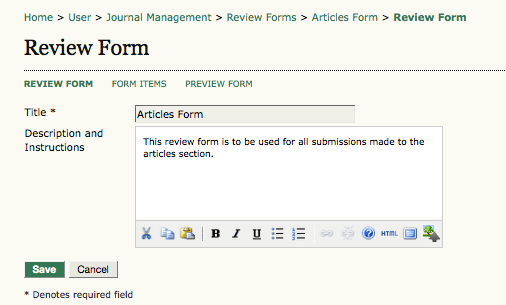 Home > User > Journal Management > Review Forms > Articles Form > Review Form
Review Form
REVIEW FORM FORM ITEMS PREVIEW FORM
Title * Articles Form
Description and
Instructions
This review form is to be used for all submissions made to the
articles section.
B I U HTML
Save Cancel
* Denotes required field